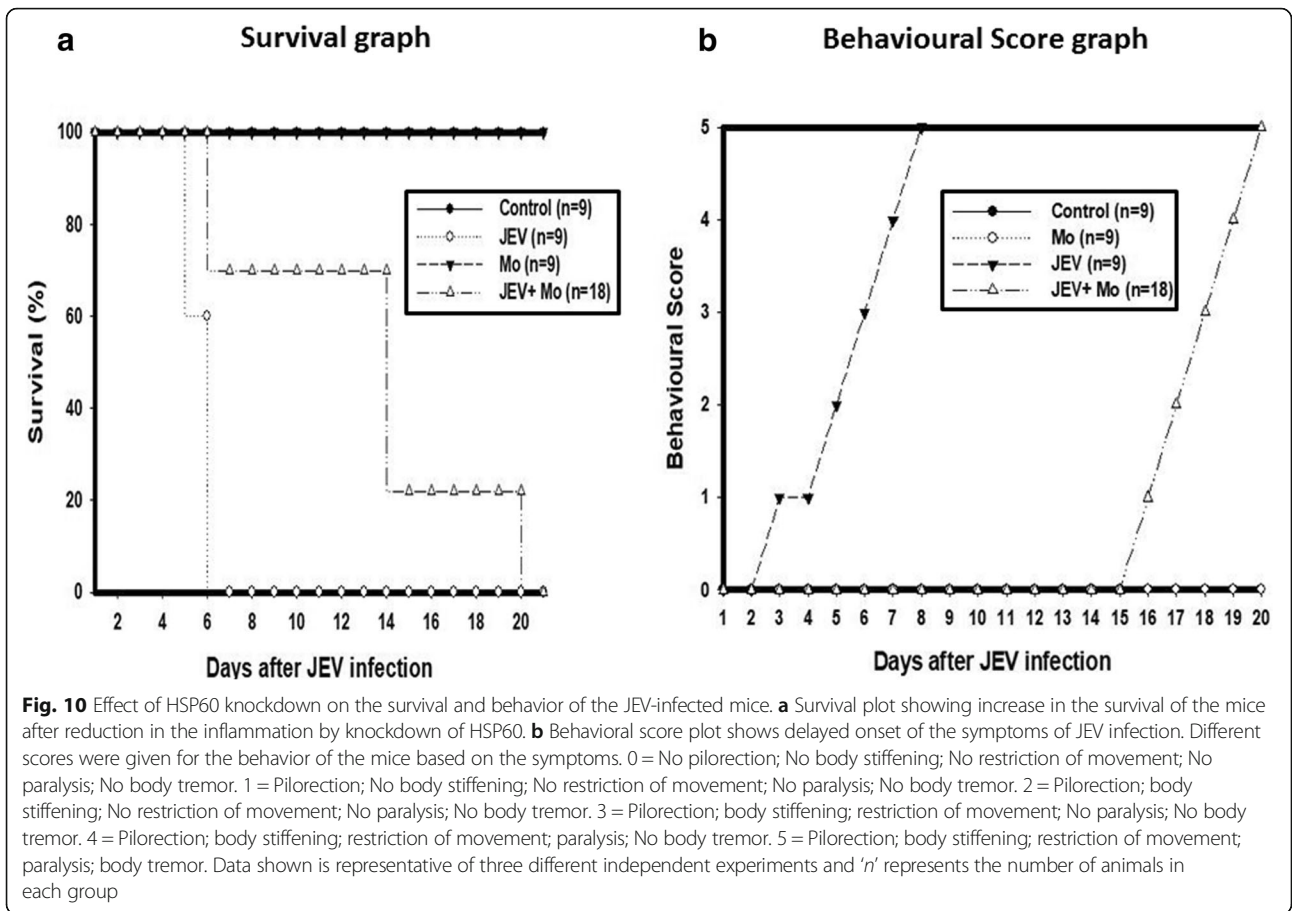 a Survival graph
100
80
60
40
20
0
Survival (%)
2 4 6 8 10 12 14 16 18 20
Days after JEV infection
Control (n=9)
JEV (n=9)
Mo (n=9)
JEV+ Mo (n=18)
b Behavioural Score graph
5
4
3
2
1
0
Behavioural Score
1 2 3 4 5 6 7 8 9 10 11 12 13 14 15 16 17 18 19 20
Days after JEV infection
Control (n=9)
Mo (n=9)
JEV (n=9)
JEV+ Mo (n=18)
Fig. 10 Effect of HSP60 knockdown on the survival and behavior of the JEV-infected mice. a Survival plot showing increase in the survival of the mice
after reduction in the inflammation by knockdown of HSP60. b Behavioral score plot shows delayed onset of the symptoms of JEV infection. Different
scores were given for the behavior of the mice based on the symptoms. 0 = No pilorection; No body stiffening; No restriction of movement; No
paralysis; No body tremor. 1 = Pilorection; No body stiffening; No restriction of movement; No paralysis; No body tremor. 2 = Pilorection; body
stiffening; No restriction of movement; No paralysis; No body tremor. 3 = Pilorection; body stiffening; restriction of movement; No paralysis; No body
tremor. 4 = Pilorection; body stiffening; restriction of movement; paralysis; No body tremor. 5 = Pilorection; body stiffening; restriction of movement;
paralysis; body tremor. Data shown is representative of three different independent experiments and ‘n’ represents the number of animals in
each group